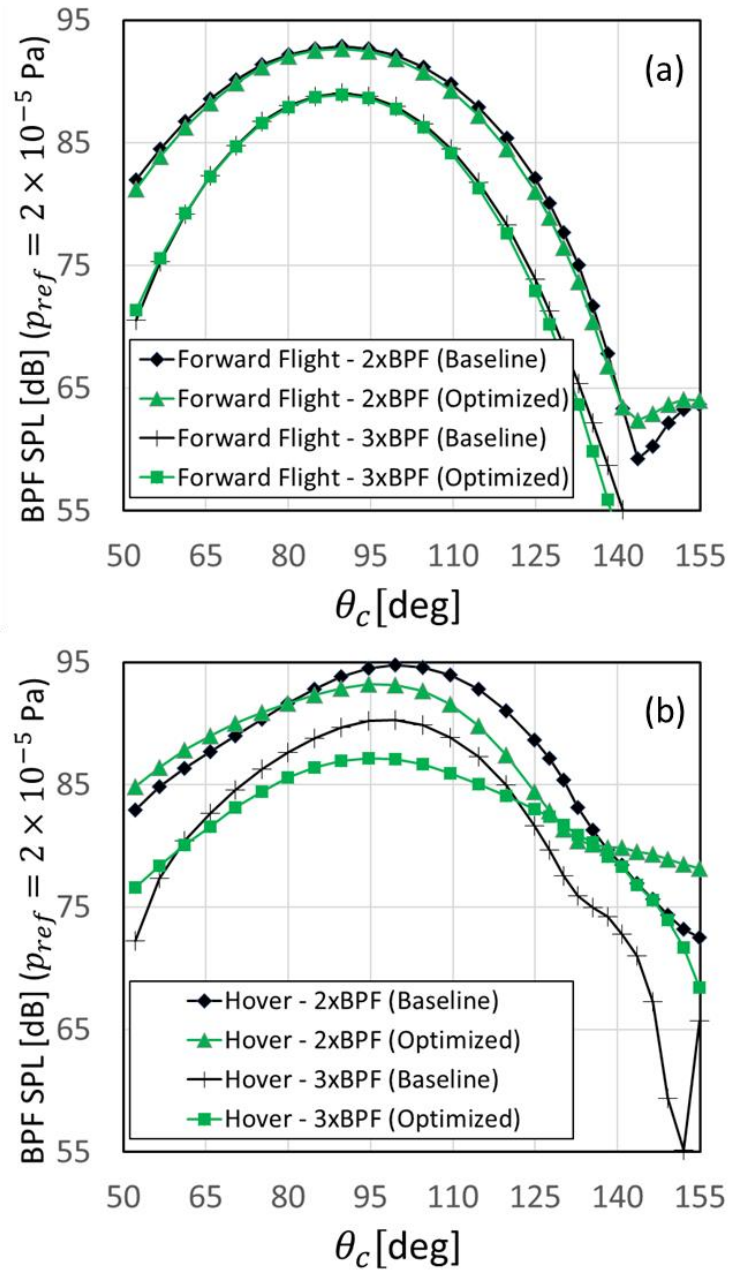 (a)
BPF SPL [dB] (p_ref = 2 × 10⁻⁵ Pa)
95
85
75
65
55
Forward Flight - 2xBPF (Baseline)
Forward Flight - 2xBPF (Optimized)
Forward Flight - 3xBPF (Baseline)
Forward Flight - 3xBPF (Optimized)
50 65 80 95 110 125 140 155
θ_c [deg]
(b)
BPF SPL [dB] (p_ref = 2 × 10⁻⁵ Pa)
95
85
75
65
55
Hover - 2xBPF (Baseline)
Hover - 2xBPF (Optimized)
Hover - 3xBPF (Baseline)
Hover - 3xBPF (Optimized)
50 65 80 95 110 125 140 155
θ_c [deg]